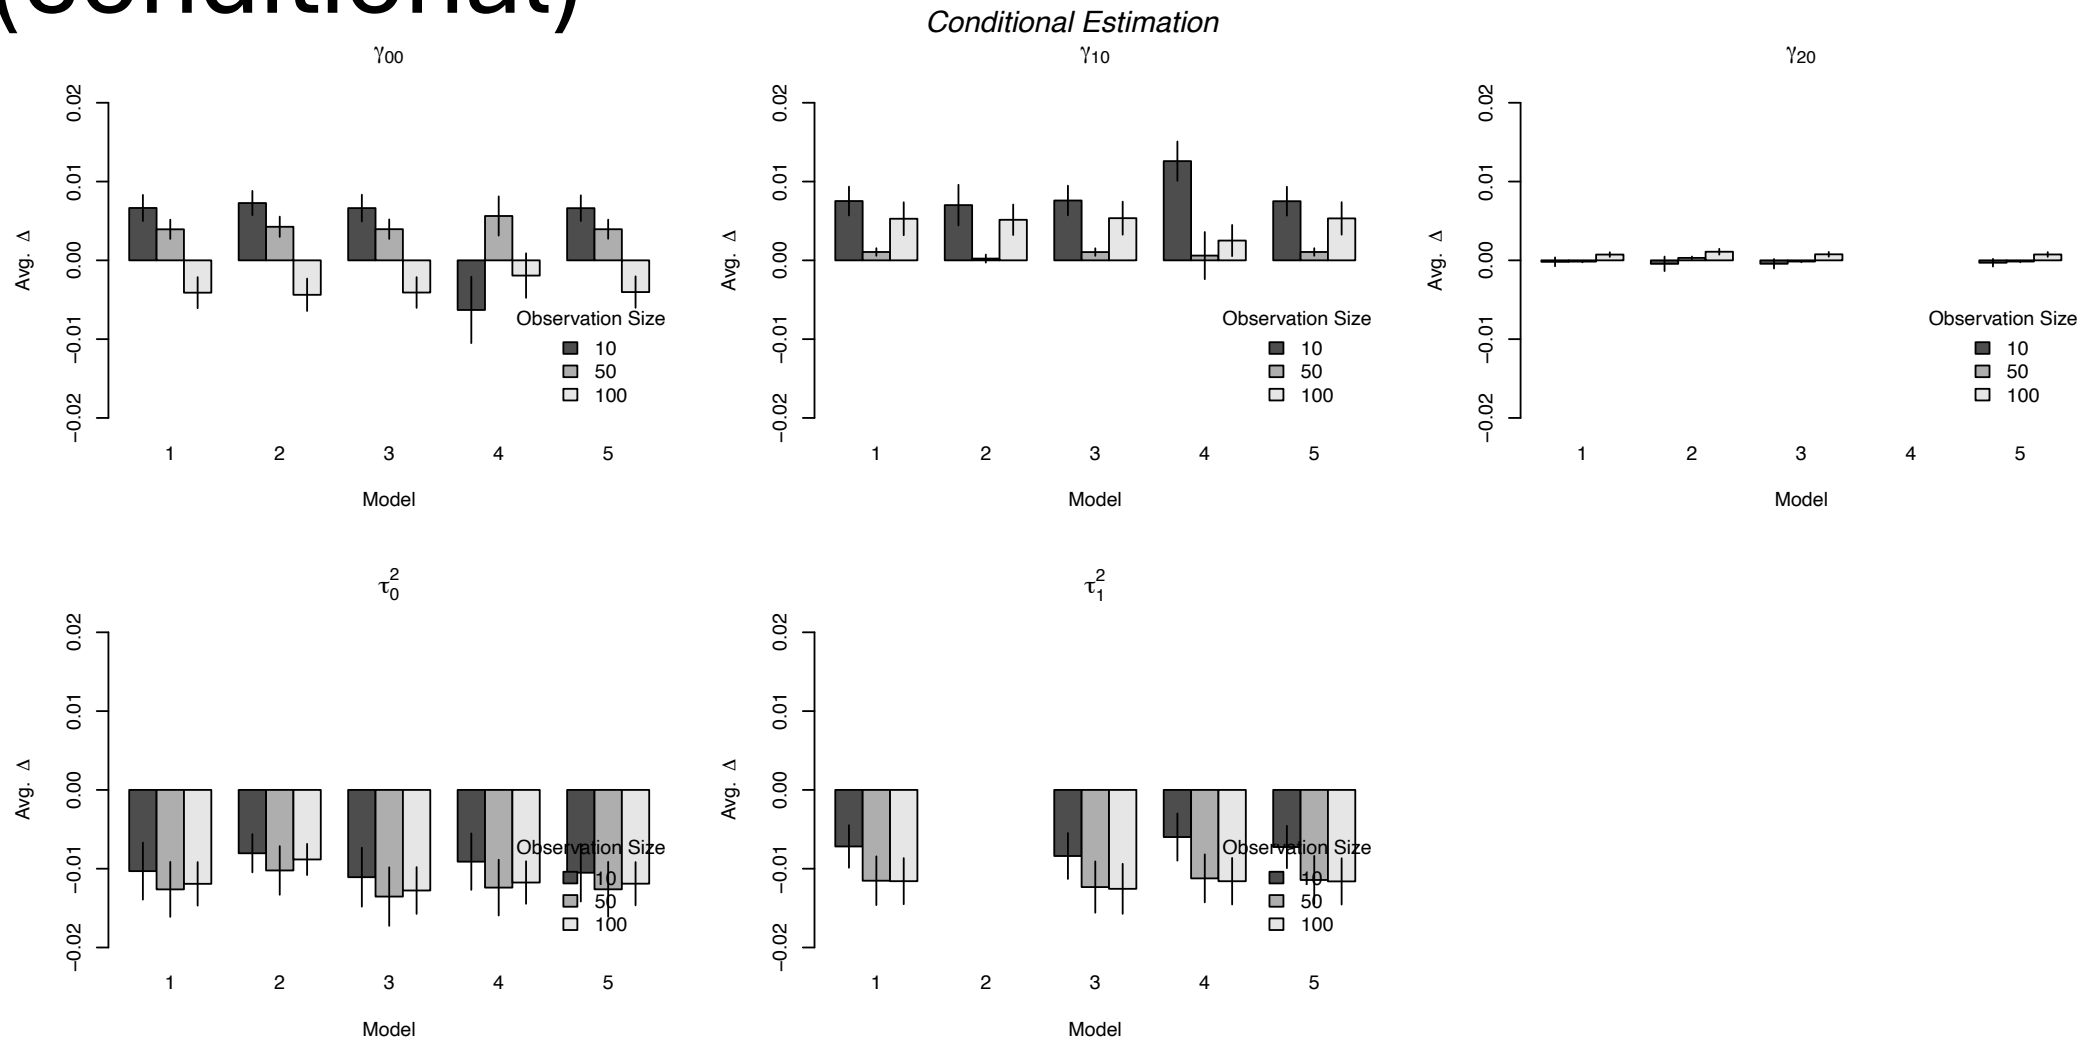 (conditional)
Conditional Estimation
γ00
Avg. Δ
0.02
0.01
0.00
−0.01
−0.02
Observation Size
10
50
100
1 2 3 4 5
Model
γ10
Avg. Δ
0.02
0.01
0.00
−0.01
−0.02
Observation Size
10
50
100
1 2 3 4 5
Model
γ20
Avg. Δ
0.02
0.01
0.00
−0.01
−0.02
Observation Size
10
50
100
1 2 3 4 5
Model
τ²₀
Avg. Δ
0.02
0.01
0.00
−0.01
−0.02
Observation Size
10
50
100
1 2 3 4 5
Model
τ²₁
Avg. Δ
0.02
0.01
0.00
−0.01
−0.02
Observation Size
10
50
100
1 2 3 4 5
Model